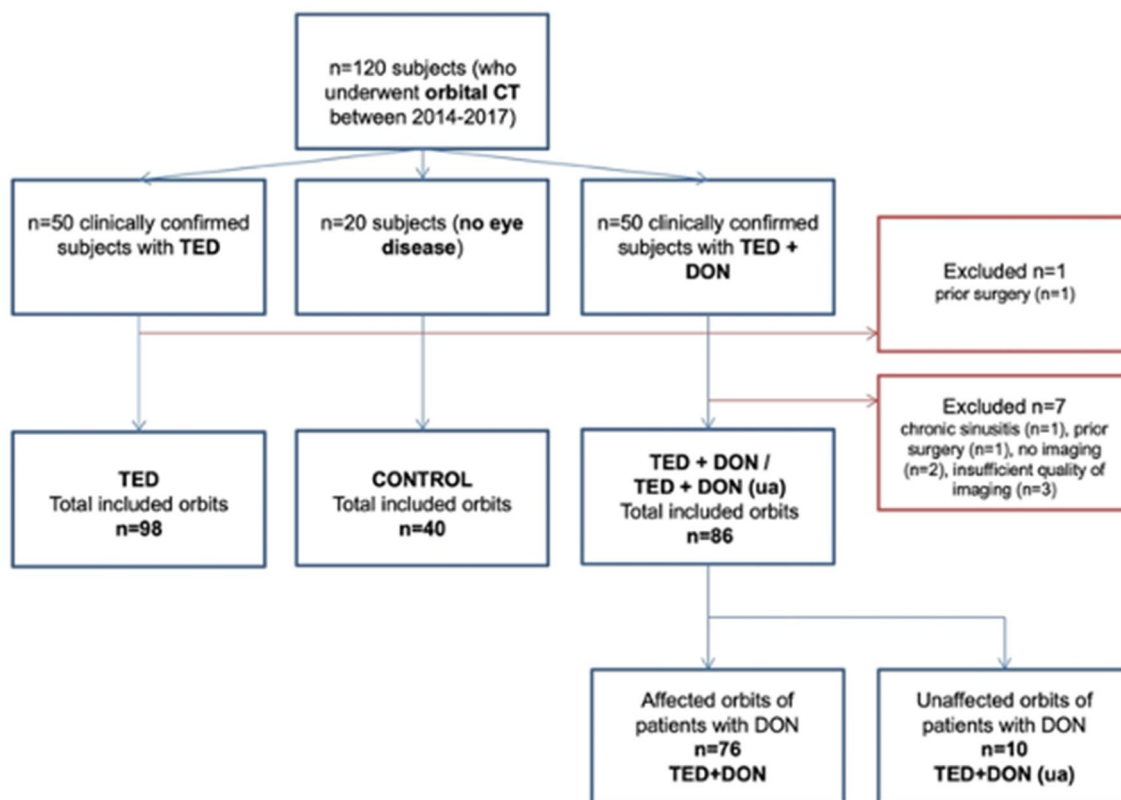 n=120 subjects (who
underwent orbital CT
between 2014-2017)
n=50 clinically confirmed
subjects with TED
n=20 subjects (no eye
disease)
n=50 clinically confirmed
subjects with TED +
DON
Excluded n=1
prior surgery (n=1)
Excluded n=7
chronic sinusitis (n=1), prior
surgery (n=1), no imaging
(n=2), insufficient quality of
imaging (n=3)
TED
Total included orbits
n=98
CONTROL
Total included orbits
n=40
TED + DON /
TED + DON (ua)
Total included orbits
n=86
Affected orbits of
patients with DON
n=76
TED+DON
Unaffected orbits of
patients with DON
n=10
TED+DON (ua)